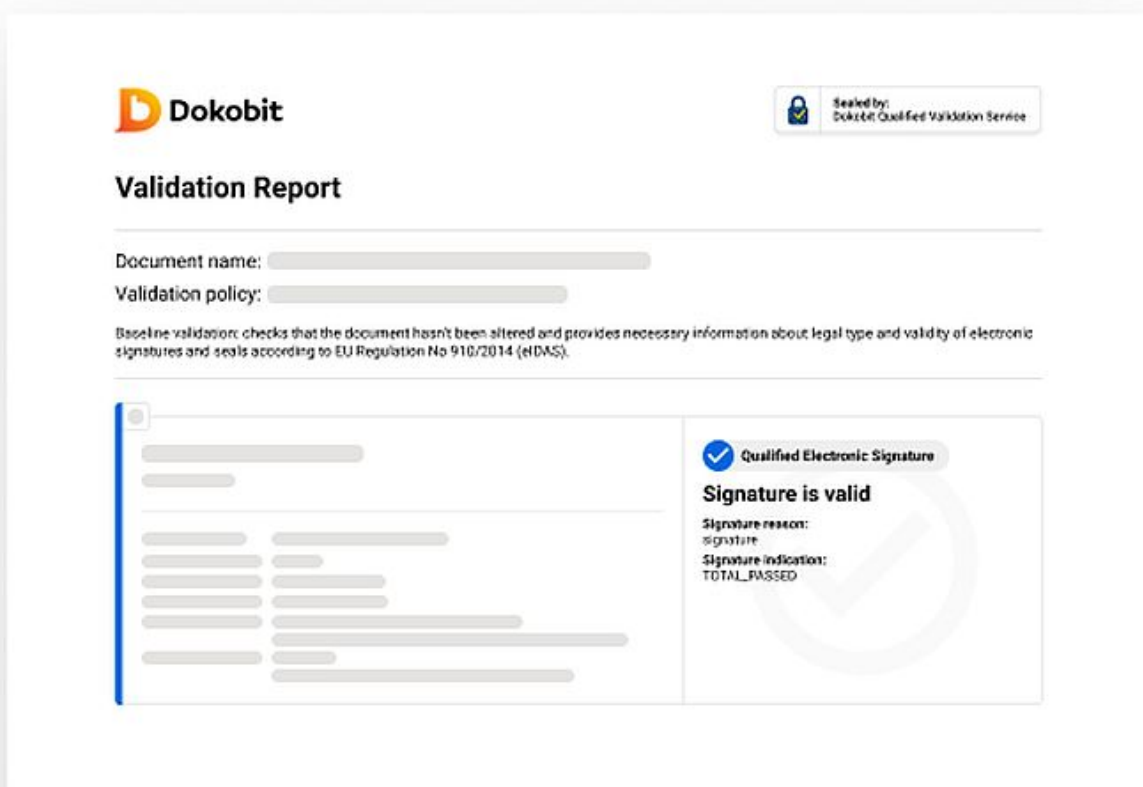 Dokobit
Sealed by:
Dokobit Qualified Validation Service
Validation Report
Document name:
Validation policy:
Baseline validation: checks that the document hasn't been altered and provides necessary information about legal type and validity of electronic
signatures and seals according to EU Regulation No 910/2014 (eIDAS).
Qualified Electronic Signature
Signature is valid
Signature reason:
signature
Signature indication:
TOTAL_PASSED